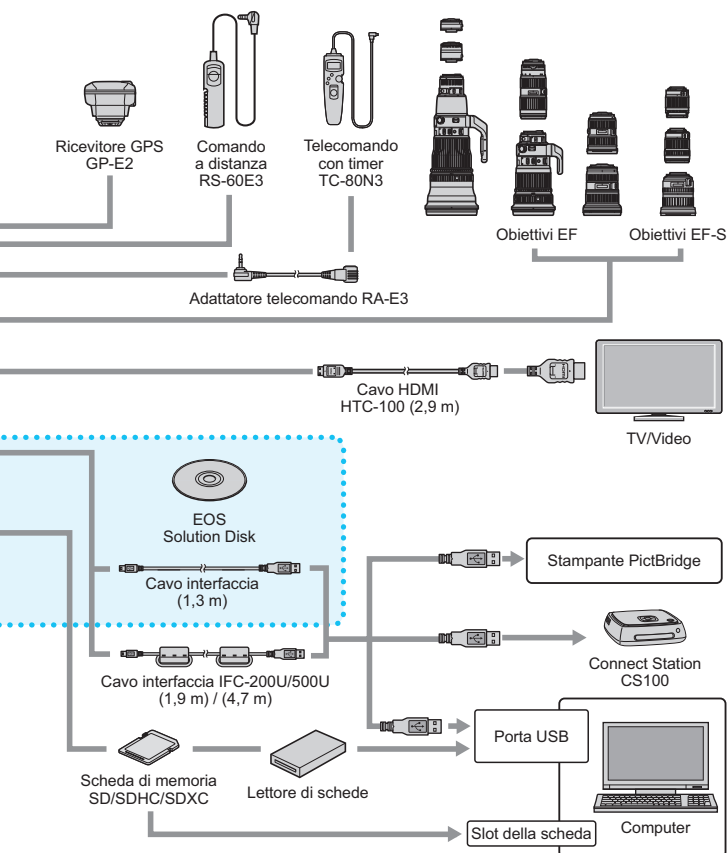 Ricevitore GPS
GP-E2
Comando
a distanza
RS-60E3
Telecomando
con timer
TC-80N3
Obiettivi EF
Obiettivi EF-S
Adattatore telecomando RA-E3
Cavo HDMI
HTC-100 (2,9 m)
TV/Video
EOS
Solution Disk
Cavo interfaccia
(1,3 m)
Stampante PictBridge
Cavo interfaccia IFC-200U/500U
(1,9 m) / (4,7 m)
Connect Station
CS100
Porta USB
Scheda di memoria
SD/SDHC/SDXC
Lettore di schede
Slot della scheda
Computer